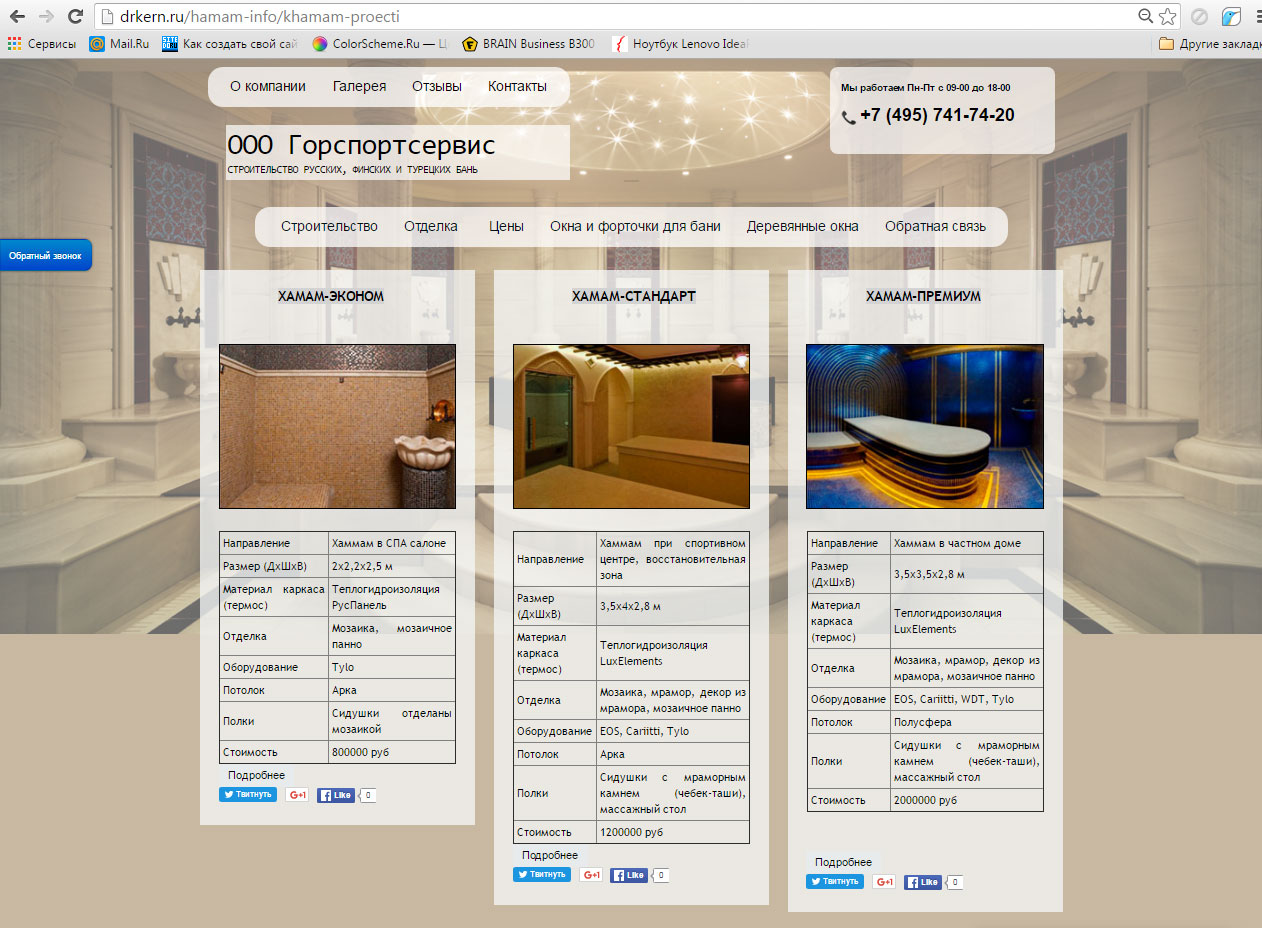 drkern.ru/hamam-info/khamam-proecti
Сервисы
Mail.Ru
Как создать свой сай
ColorScheme.Ru —
BRAIN Business B300
Ноутбук Lenovo Idea
Другие заклад
О компании Галерея Отзывы Контакты
Мы работаем Пн-Пт с 09-00 до 18-00
+7 (495) 741-74-20
ООО Горспортсервис
СТРОИТЕЛЬСТВО РУССКИХ, ФИНСКИХ И ТУРЕЦКИХ БАНЬ
Строительство Отделка Цены Окна и форточки для бани Деревянные окна Обратная связь
Обратный звонок
ХАМАМ-ЭКОНОМ
Направление Хаммам в СПА салоне
Размер (ДхШхВ) 2х2,2х2,5 м
Материал каркаса (термос) Теплогидроизоляция
РусПанель
Отделка Мозаика, мозаичное
панно
Оборудование Tylo
Потолок Арка
Полки Сидушки отделаны
мозаикой
Стоимость 800000 руб
Подробнее
Твитнуть G+1 Like 0
ХАМАМ-СТАНДАРТ
Направление Хаммам при спортивном
центре, восстановительная
зона
Размер
(ДхШхВ) 3,5х4х2,8 м
Материал
каркаса
(термос) Теплогидроизоляция
LuxElements
Отделка Мозаика, мрамор, декор из
мрамора, мозаичное панно
Оборудование EOS, Cariitti, Tylo
Потолок Арка
Полки Сидушки с мраморным
камнем (чебек-таши),
массажный стол
Стоимость 1200000 руб
Подробнее
Твитнуть G+1 Like 0
ХАМАМ-ПРЕМИУМ
Направление Хаммам в частном доме
Размер
(ДхШхВ) 3,5х3,5х2,8 м
Материал
каркаса
(термос) Теплогидроизоляция
LuxElements
Отделка Мозаика, мрамор, декор из
мрамора, мозаичное панно
Оборудование EOS, Cariitti, WDT, Tylo
Потолок Полусфера
Полки Сидушки с мраморным
камнем (чебек-таши),
массажный стол
Стоимость 2000000 руб
Подробнее
Твитнуть G+1 Like 0